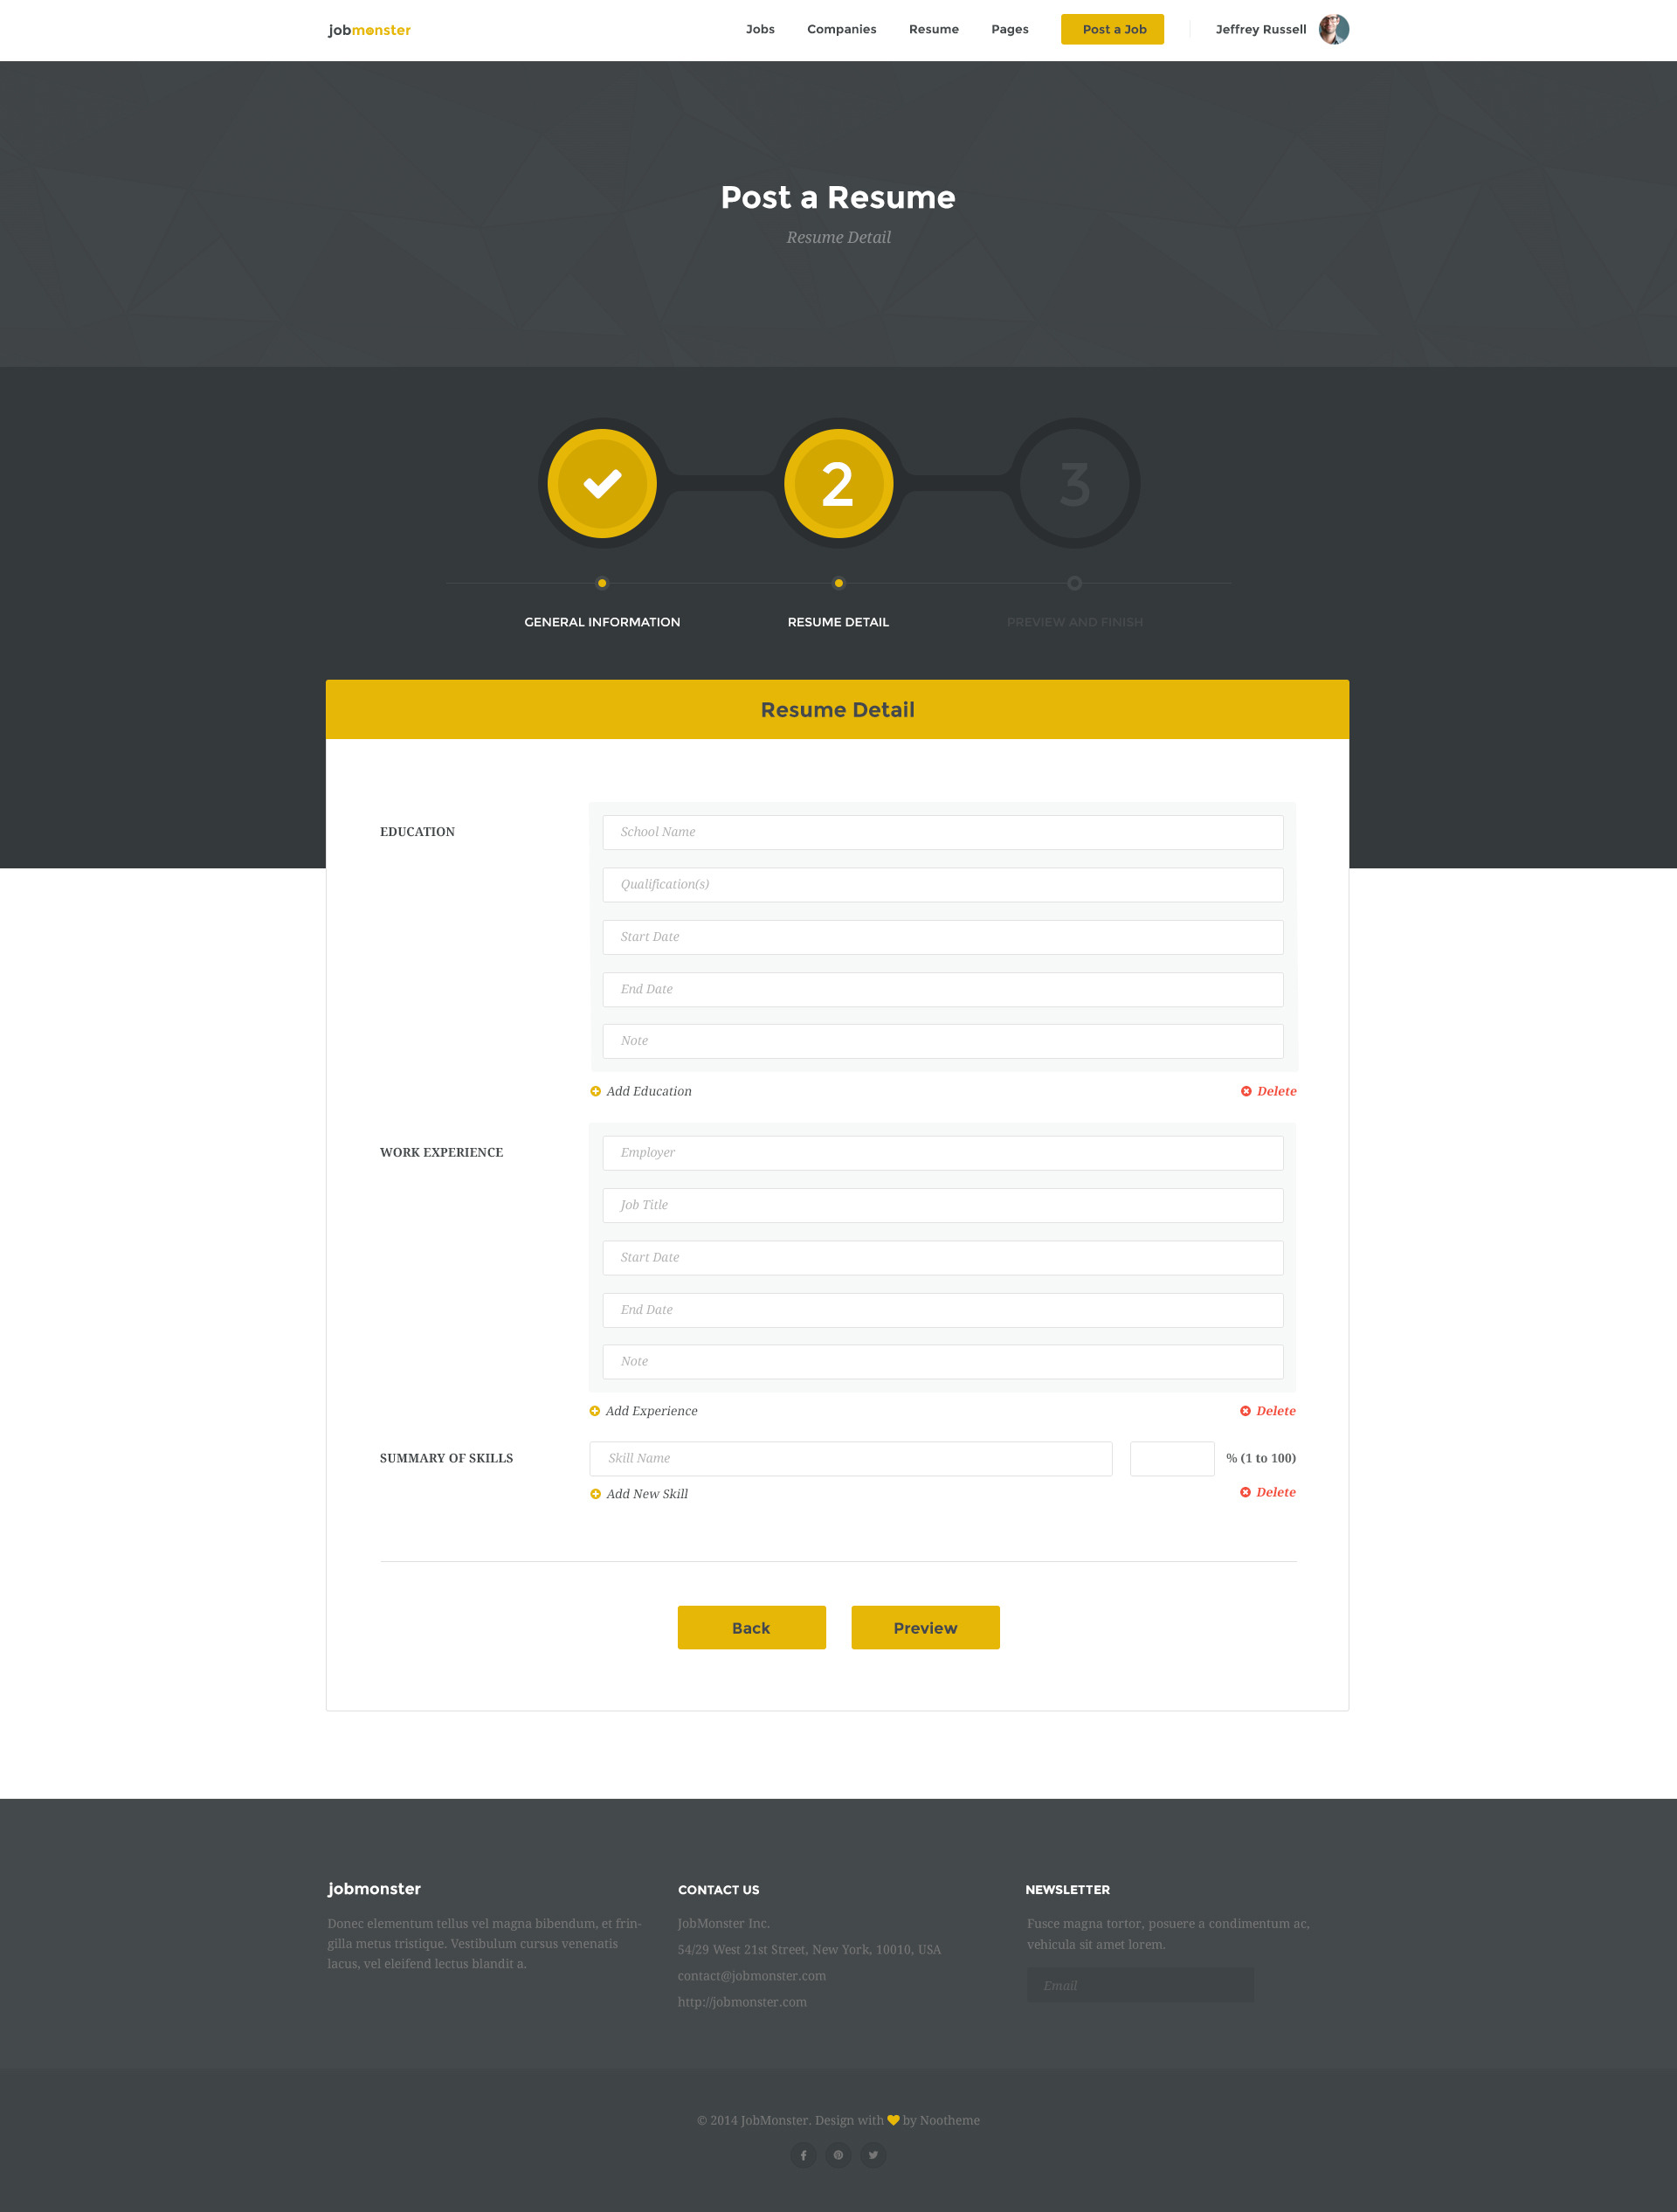 jobmonster
Jobs Companies Resume Pages Post a Job Jeffrey Russell
Post a Resume
Resume Detail
2 3
GENERAL INFORMATION RESUME DETAIL PREVIEW AND FINISH
Resume Detail
EDUCATION
School Name
Qualification(s)
Start Date
End Date
Note
Add Education Delete
WORK EXPERIENCE
Employer
Job Title
Start Date
End Date
Note
Add Experience Delete
SUMMARY OF SKILLS
Skill Name % (1 to 100)
Add New Skill Delete
Back Preview
jobmonster
Donec elementum tellus vel magna bibendum, et frin-
gilla metus tristique. Vestibulum cursus venenatis
lacus, vel eleifend lectus blandit a.
CONTACT US
JobMonster Inc.
54/29 West 21st Street, New York, 10010, USA
contact@jobmonster.com
http://jobmonster.com
NEWSLETTER
Fusce magna tortor, posuere a condimentum ac,
vehicula sit amet lorem.
Email
© 2014 JobMonster. Design with by Nootheme